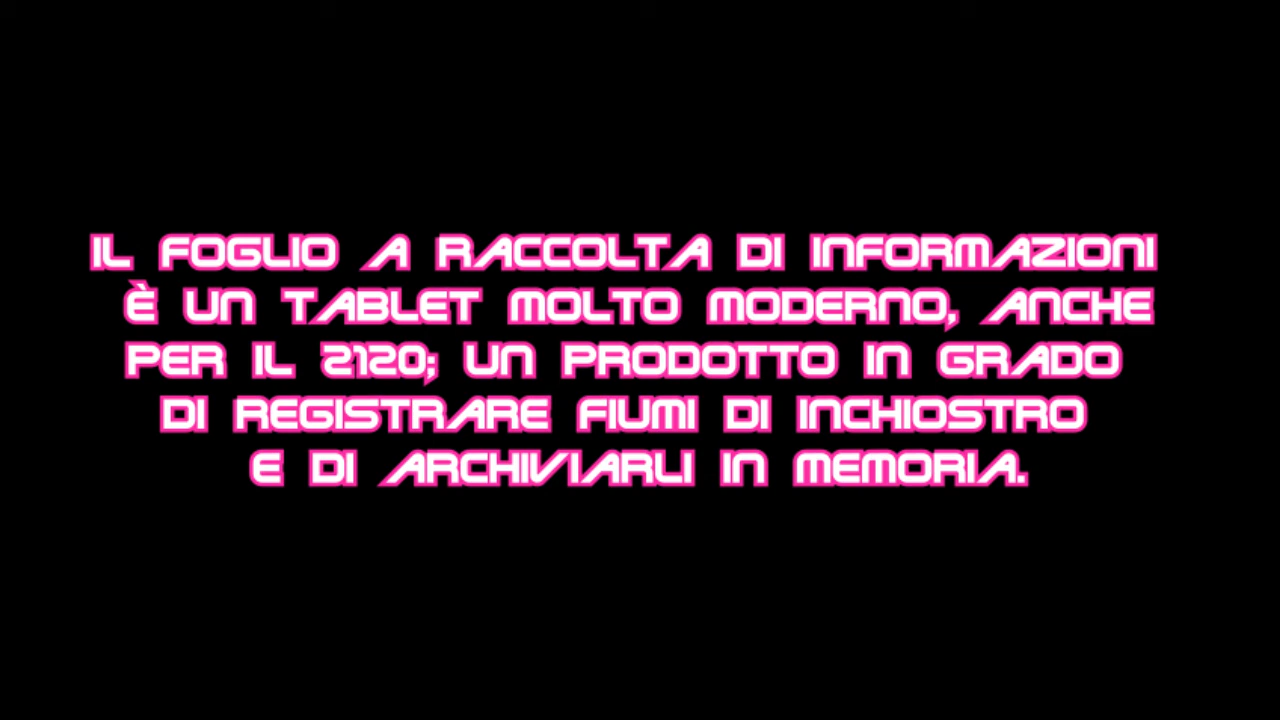 IL FOGLIO A RACCOLTA DI INFORMAZIONI
È UN TABLET MOLTO MODERNO, ANCHE
PER IL 2120; UN PRODOTTO IN GRADO
DI REGISTRARE FIUMI DI INCHIOSTRO
E DI ARCHIVIARLI IN MEMORIA.